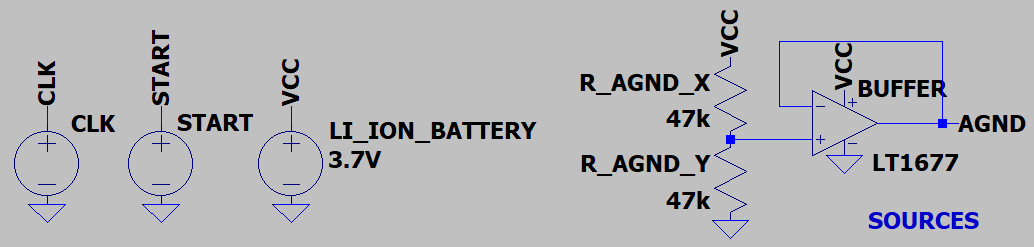 CLK
CLK
START
START
VCC
LI_ION_BATTERY
3.7V
VCC
R_AGND_X
47k
R_AGND_Y
47k
VCC
BUFFER
LT1677
AGND
SOURCES